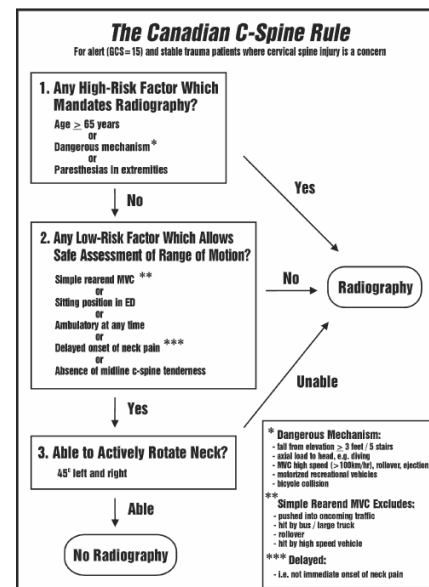 The Canadian C-Spine Rule
For alert (GCS=15) and stable trauma patients where cervical spine injury is a concern
1. Any High-Risk Factor Which
Mandates Radiography?
Age ≥ 65 years
or
Dangerous mechanism*
or
Paresthesias in extremities
Yes
No
2. Any Low-Risk Factor Which Allows
Safe Assessment of Range of Motion?
Simple rearend MVC **
or
Sitting position in ED
or
Ambulatory at any time
or
Delayed onset of neck pain ***
or
Absence of midline c-spine tenderness
No
Radiography
Unable
Yes
3. Able to Actively Rotate Neck?
45° left and right
Able
No Radiography
* Dangerous Mechanism:
- fall from elevation ≥ 3 feet / 5 stairs
- axial load to head, e.g. diving
- MVC high speed (>100km/hr), rollover, ejection
- motorized recreational vehicles
- bicycle collision
** Simple Rearend MVC Excludes:
- pushed into oncoming traffic
- hit by bus / large truck
- rollover
- hit by high speed vehicle
*** Delayed:
- i.e. not immediate onset of neck pain